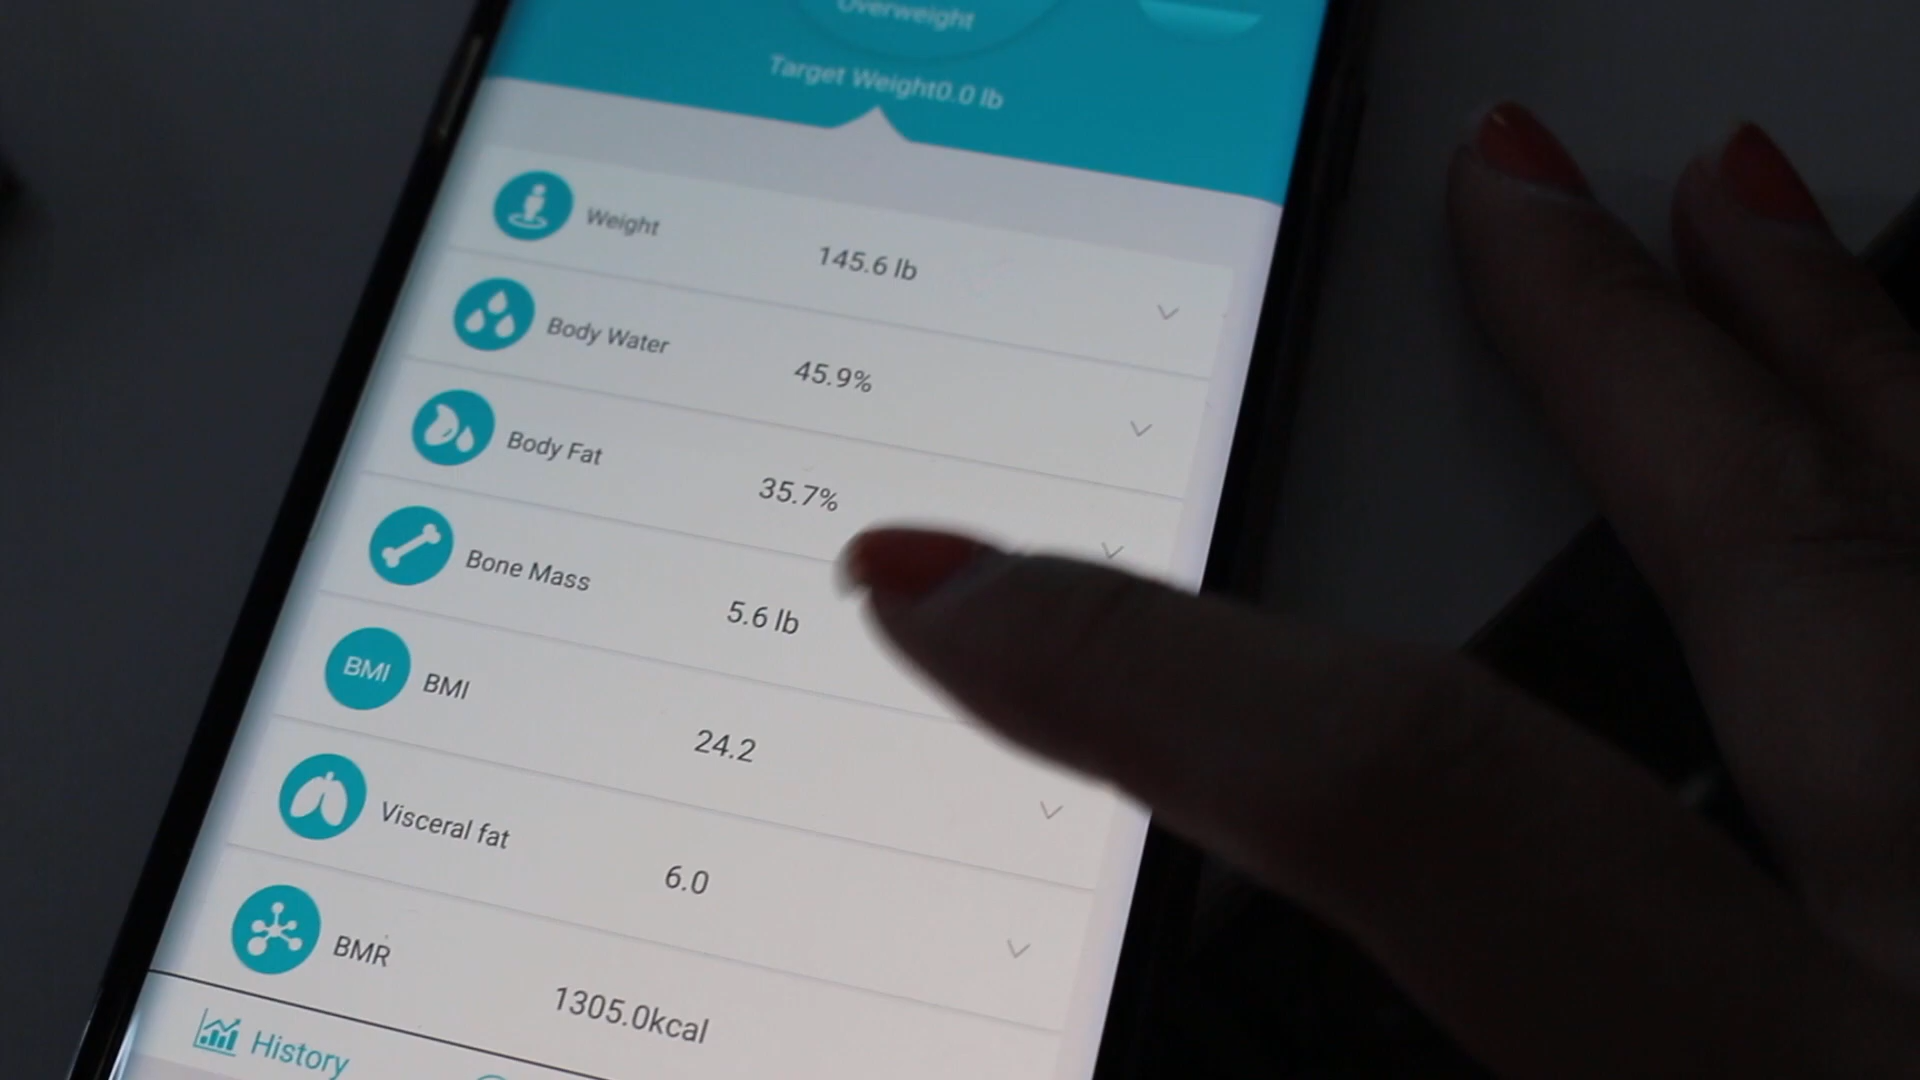 Overweight
Target Weight0.0 lb
Weight 145.6 lb
Body Water 45.9%
Body Fat 35.7%
Bone Mass 5.6 lb
BMI BMI 24.2
Visceral fat 6.0
BMR 1305.0kcal
History